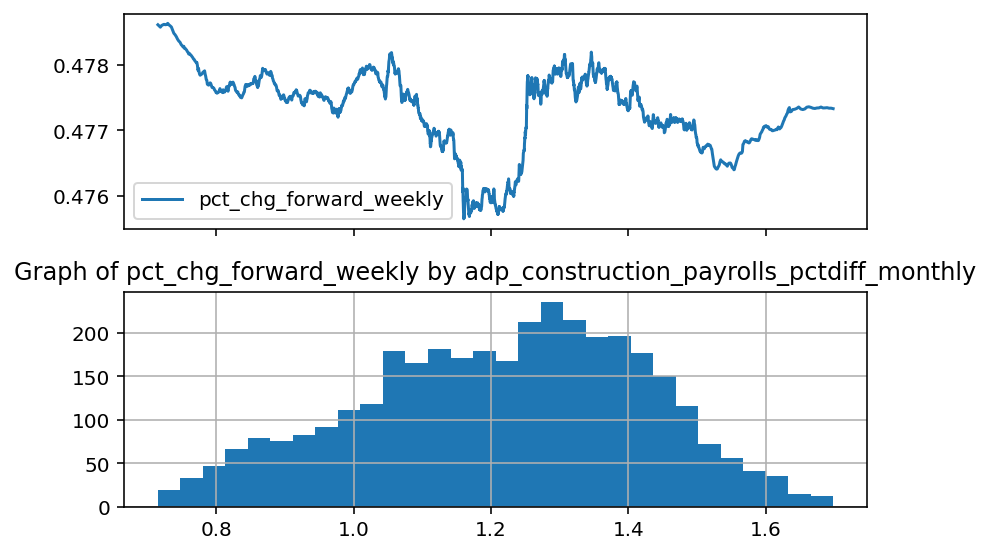 0.478
0.477
0.476
pct_chg_forward_weekly
Graph of pct_chg_forward_weekly by adp_construction_payrolls_pctdiff_monthly
200
150
100
50
0
0.8 1.0 1.2 1.4 1.6